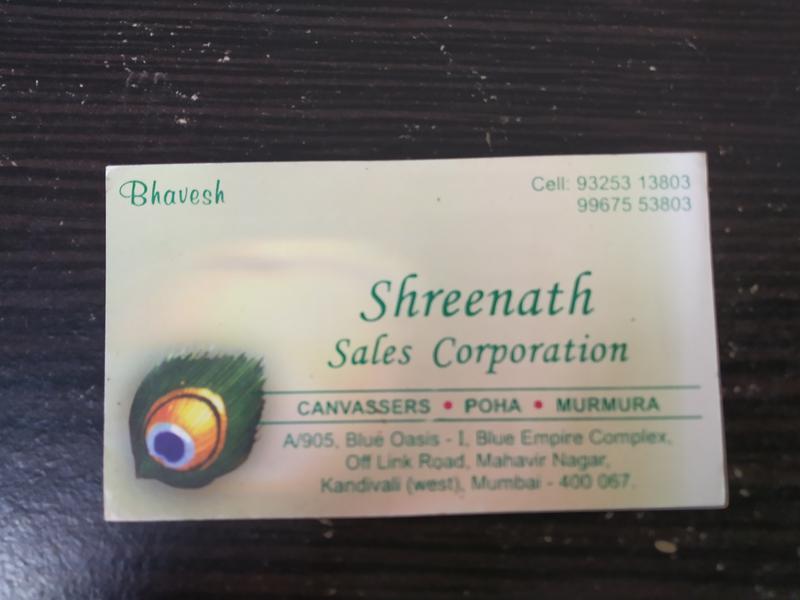 Bhavesh
Cell: 93253 13803
99675 53803
Shreenath
Sales Corporation
CANVASSERS • POHA • MURMURA
A/905, Blue Oasis - I, Blue Empire Complex,
Off Link Road, Mahavir Nagar,
Kandivali (west), Mumbai - 400 067.